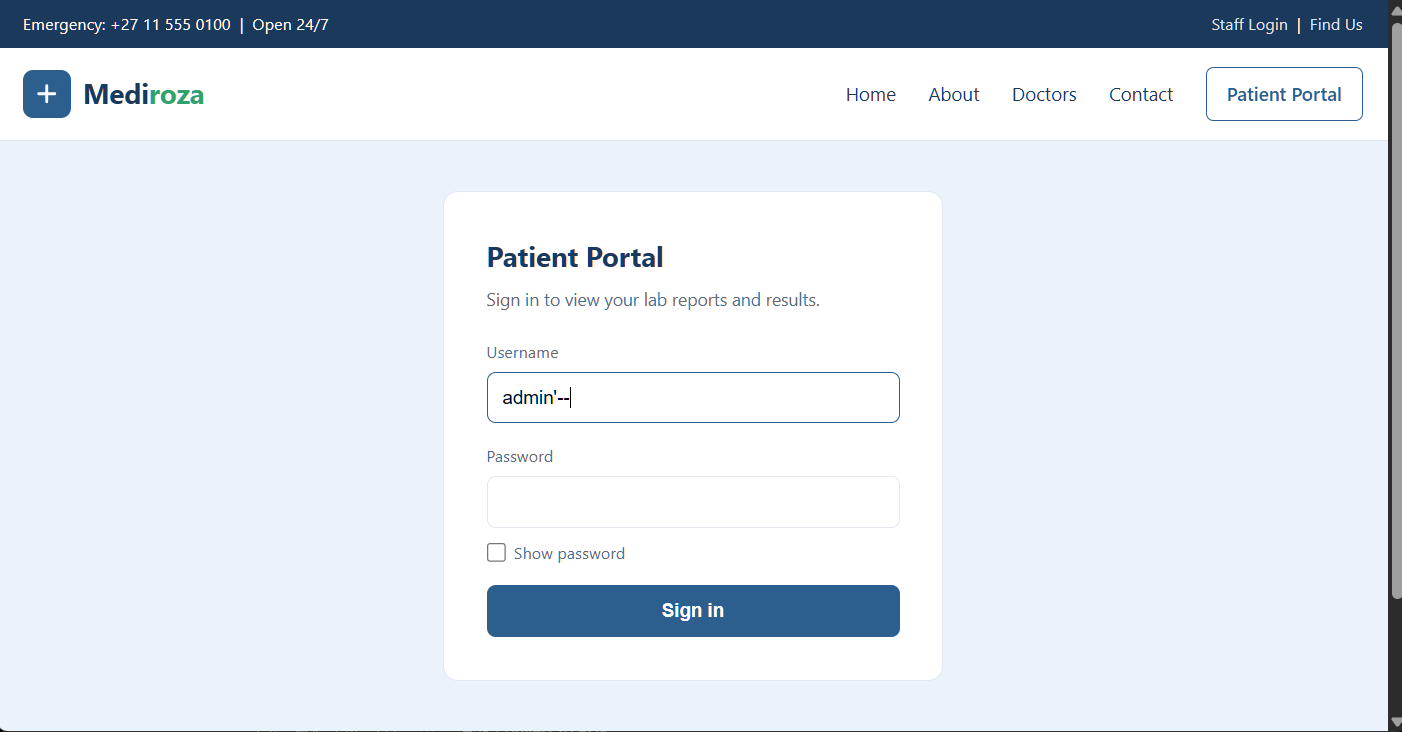 Emergency: +27 11 555 0100 | Open 24/7
Staff Login | Find Us
Mediroza
Home
About
Doctors
Contact
Patient Portal
Patient Portal
Sign in to view your lab reports and results.
Username
admin'--
Password
Show password
Sign in